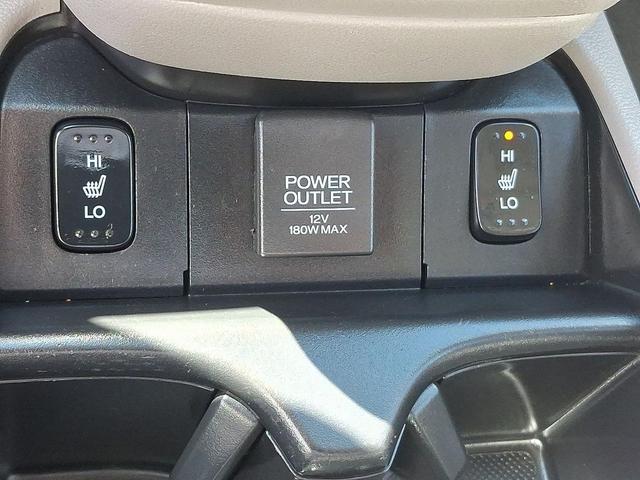 HI
LO
POWER
OUTLET
12V
180W MAX
HI
LO